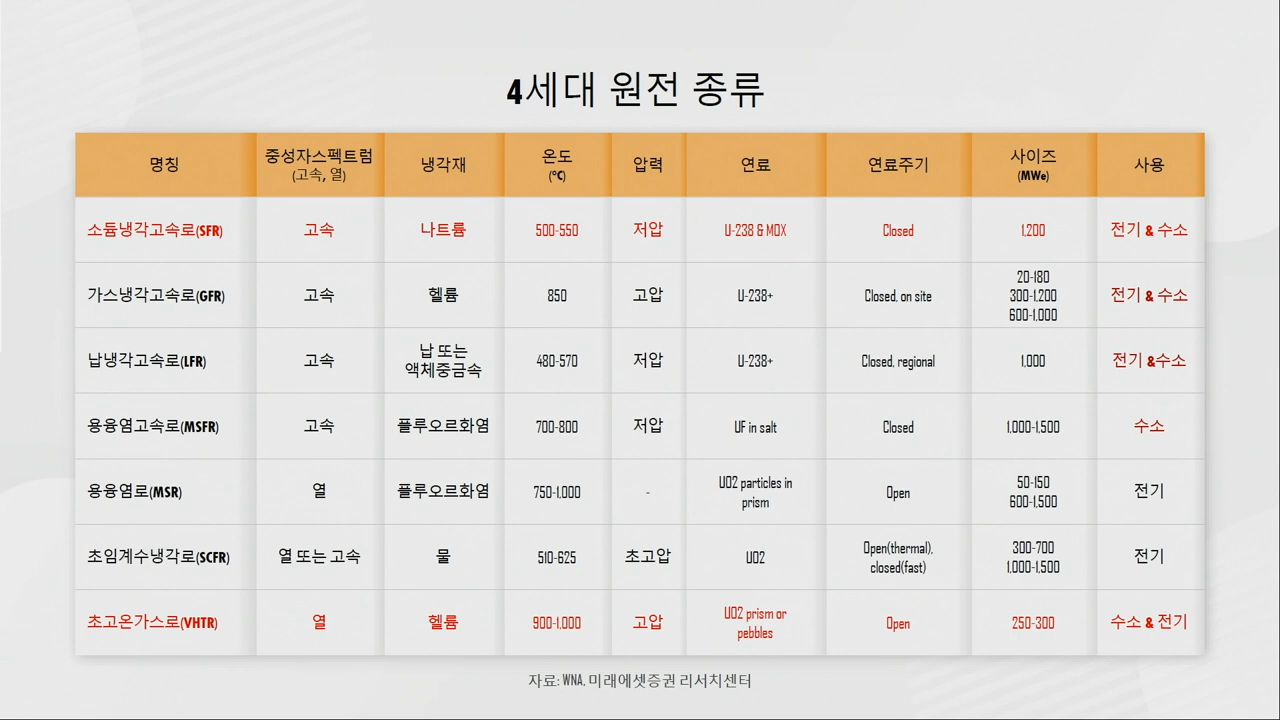 4세대 원전 종류
명칭 중성자스펙트럼 (고속, 열) 냉각재 온도 (℃) 압력 연료 연료주기 사이즈 (MWe) 사용
소듐냉각고속로(SFR) 고속 나트륨 500-550 저압 U-238 & MOX Closed 1,200 전기 & 수소
가스냉각고속로(GFR) 고속 헬륨 850 고압 U-238+ Closed, on site 20-180 300-1,200 600-1,000 전기 & 수소
납냉각고속로(LFR) 고속 납 또는 액체중금속 480-570 저압 U-238+ Closed, regional 1,000 전기 &수소
용융염고속로(MSFR) 고속 플루오르화염 700-800 저압 UF in salt Closed 1,000-1,500 수소
용융염로(MSR) 열 플루오르화염 750-1,000 - UO2 particles in prism Open 50-150 600-1,500 전기
초임계수냉각로(SCFR) 열 또는 고속 물 510-625 초고압 UO2 Open(thermal), closed(fast) 300-700 1,000-1,500 전기
초고온가스로(VHTR) 열 헬륨 900-1,000 고압 UO2 prism or pebbles Open 250-300 수소 & 전기
자료: WNA, 미래에셋증권 리서치센터